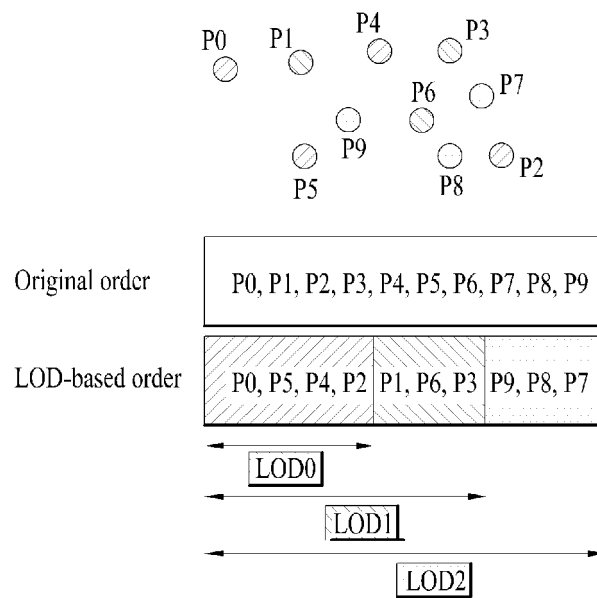 P4
P3
P0
P1
P7
P6
P9
P5
P8
P2
Original order
P0, P1, P2, P3, P4, P5, P6, P7, P8, P9
LOD-based order
P0, P5, P4, P2
P1, P6, P3
P9, P8, P7
LOD0
LOD1
LOD2